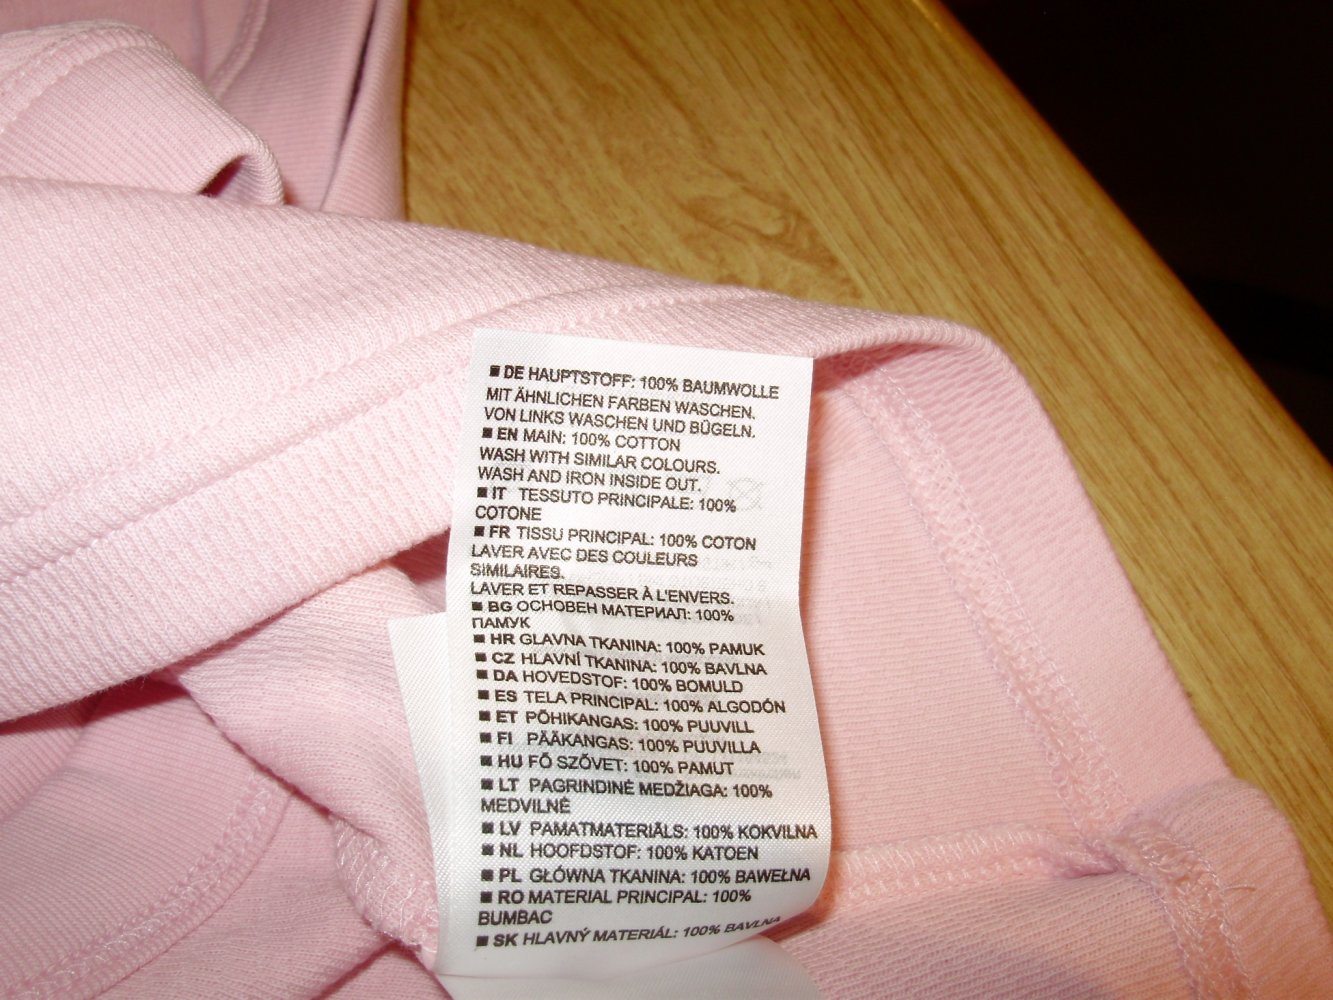 ■ DE HAUPTSTOFF: 100% BAUMWOLLE
MIT ÄHNLICHEN FARBEN WASCHEN.
VON LINKS WASCHEN UND BÜGELN.
■ EN MAIN: 100% COTTON
WASH WITH SIMILAR COLOURS.
WASH AND IRON INSIDE OUT.
■ IT TESSUTO PRINCIPALE: 100%
COTONE
■ FR TISSU PRINCIPAL: 100% COTON
LAVER AVEC DES COULEURS
SIMILAIRES.
LAVER ET REPASSER À L'ENVERS.
■ BG ОСНОВЕН МАТЕРИАЛ: 100%
ПАМУК
■ HR GLAVNA TKANINA: 100% PAMUK
■ CZ HLAVNÍ TKANINA: 100% BAVLNA
■ DA HOVEDSTOF: 100% BOMULD
■ ES TELA PRINCIPAL: 100% ALGODÓN
■ ET PÕHIKANGAS: 100% PUUVILL
■ FI PÄÄKANGAS: 100% PUUVILLA
■ HU FŐ SZÖVET: 100% PAMUT
■ LT PAGRINDINĖ MEDŽIAGA: 100%
MEDVILNĖ
■ LV PAMATMATERIĀLS: 100% KOKVILNA
■ NL HOOFDSTOF: 100% KATOEN
■ PL GŁÓWNA TKANINA: 100% BAWEŁNA
■ RO MATERIAL PRINCIPAL: 100%
BUMBAC
■ SK HLAVNÝ MATERIÁL: 100% BAVLNA